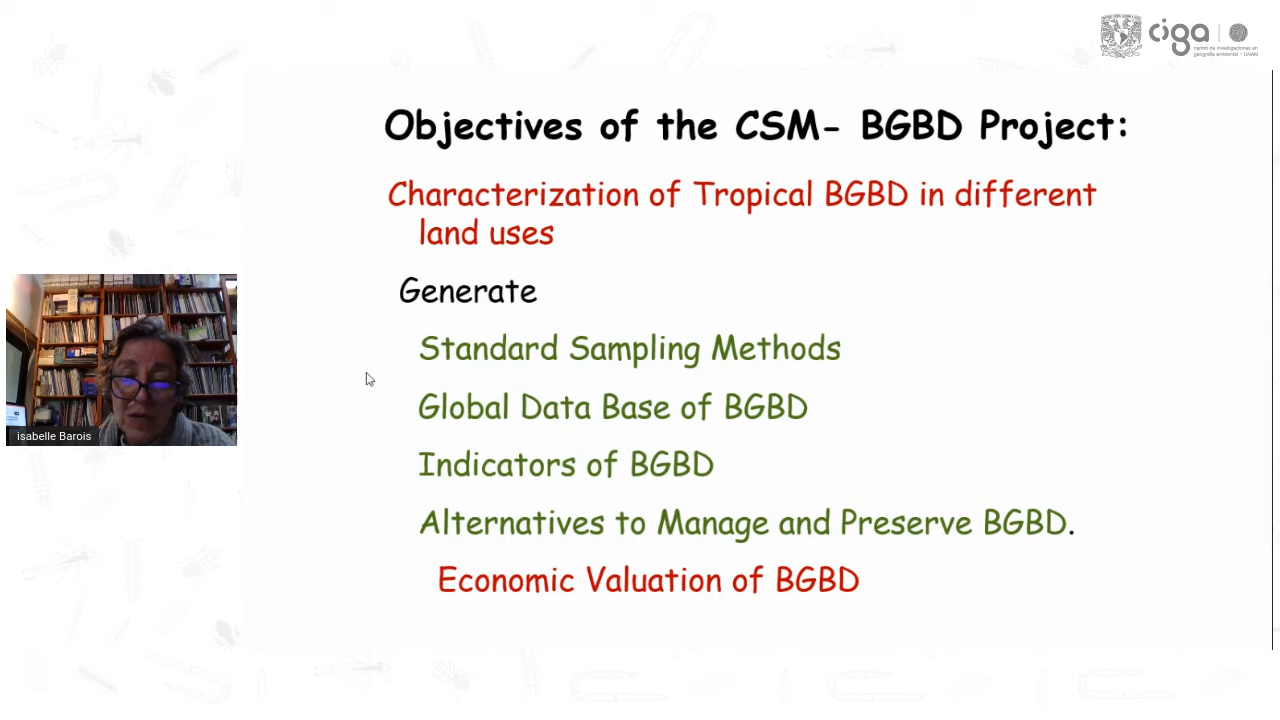 ciga
centro de investigaciones en
geografía ambiental - UNAM
Objectives of the CSM- BGBD Project:
Characterization of Tropical BGBD in different
land uses
Generate
Standard Sampling Methods
Global Data Base of BGBD
Indicators of BGBD
Alternatives to Manage and Preserve BGBD.
Economic Valuation of BGBD
isabelle Barois